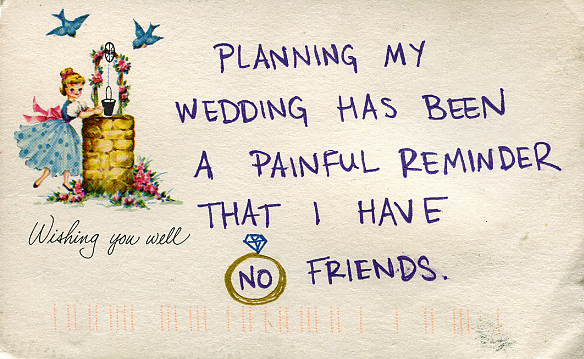 PLANNING MY
WEDDING HAS BEEN
A PAINFUL REMINDER
THAT I HAVE
Wishing you well
NO FRIENDS.